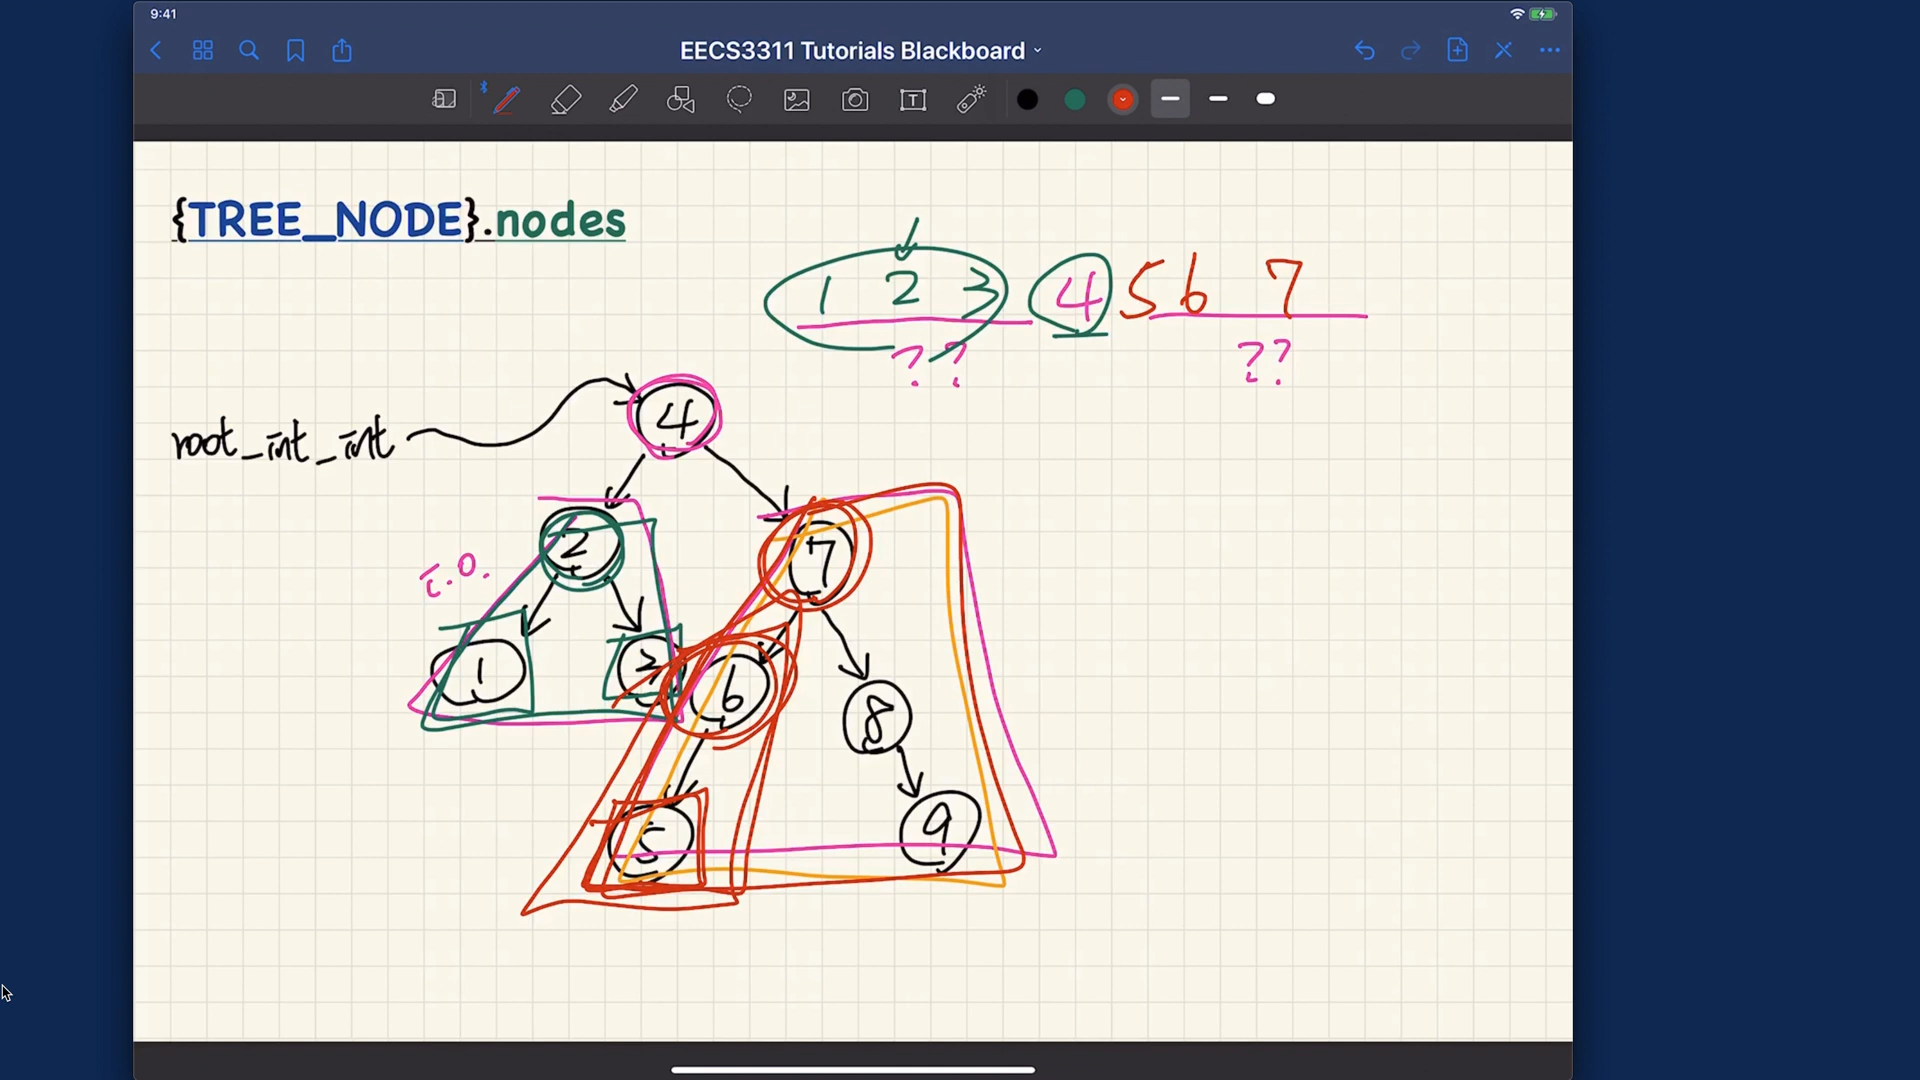 9:41
EECS3311 Tutorials Blackboard
T
{TREE_NODE}.nodes
1 2 3 4 5 6 7
?? ??
root_int_int
4
2 7
I.O.
1 3 6 8
5 9